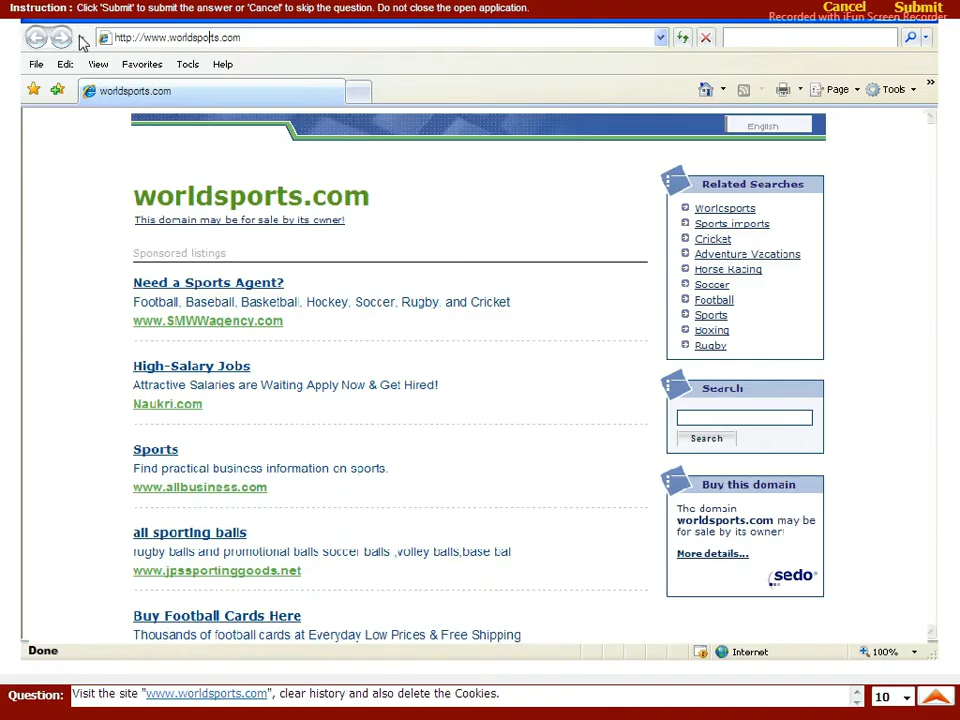 Instruction : Click 'Submit' to submit the answer or 'Cancel' to skip the question. Do not close the open application.
Cancel Submit
Recorded with iFun Screen Recorder
http://www.worldsports.com
File Edit View Favorites Tools Help
worldsports.com
Page Tools
English
worldsports.com
This domain may be for sale by its owner!
Sponsored listings
Need a Sports Agent?
Football, Baseball, Basketball, Hockey, Soccer, Rugby, and Cricket
www.SMWWagency.com
High-Salary Jobs
Attractive Salaries are Waiting Apply Now & Get Hired!
Naukri.com
Sports
Find practical business information on sports.
www.allbusiness.com
all sporting balls
rugby balls and promotional balls soccer balls ,volley balls,base bal
www.jpssportinggoods.net
Buy Football Cards Here
Thousands of football cards at Everyday Low Prices & Free Shipping
Related Searches
Worldsports
Sports imports
Cricket
Adventure Vacations
Horse Racing
Soccer
Football
Sports
Boxing
Rugby
Search
Search
Buy this domain
The domain
worldsports.com may be
for sale by its owner!
More details...
sedo
Done
Internet
100%
Question: Visit the site "www.worldsports.com", clear history and also delete the Cookies.
10